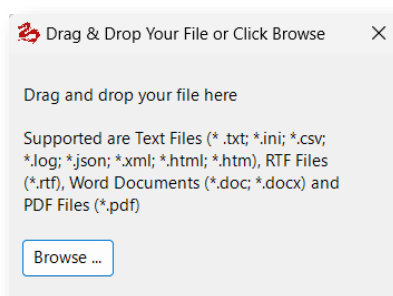 Drag & Drop Your File or Click Browse
Drag and drop your file here
Supported are Text Files (* .txt; *.ini; *.csv;
*.log; *.json; *.xml; *.html; *.htm), RTF Files
(*.rtf), Word Documents (*.doc; *.docx) and
PDF Files (*.pdf)
Browse ...